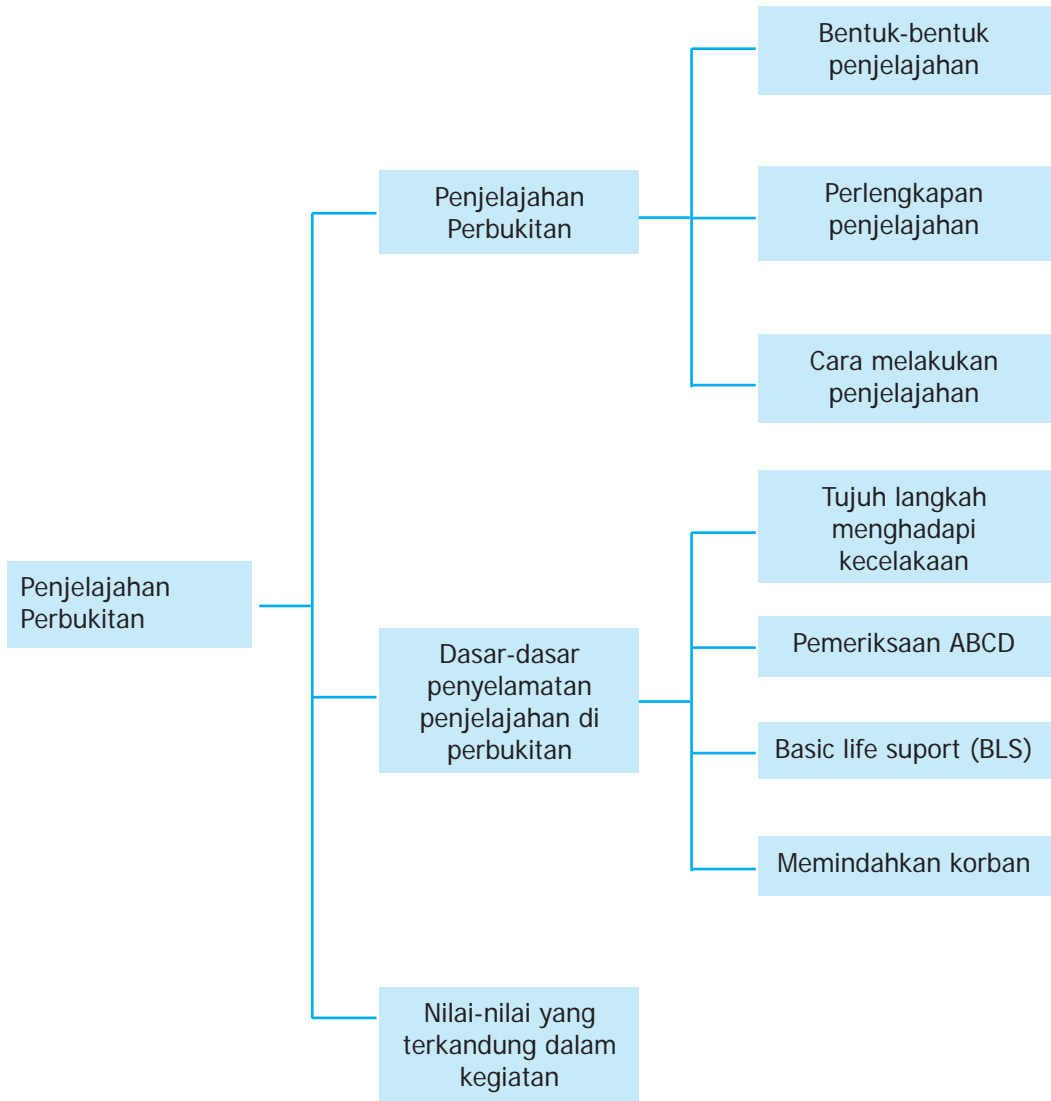 Penjelajahan
Perbukitan
Penjelajahan
Perbukitan
Bentuk-bentuk
penjelajahan
Perlengkapan
penjelajahan
Cara melakukan
penjelajahan
Dasar-dasar
penyelamatan
penjelajahan di
perbukitan
Tujuh langkah
menghadapi
kecelakaan
Pemeriksaan ABCD
Basic life suport (BLS)
Memindahkan korban
Nilai-nilai yang
terkandung dalam
kegiatan